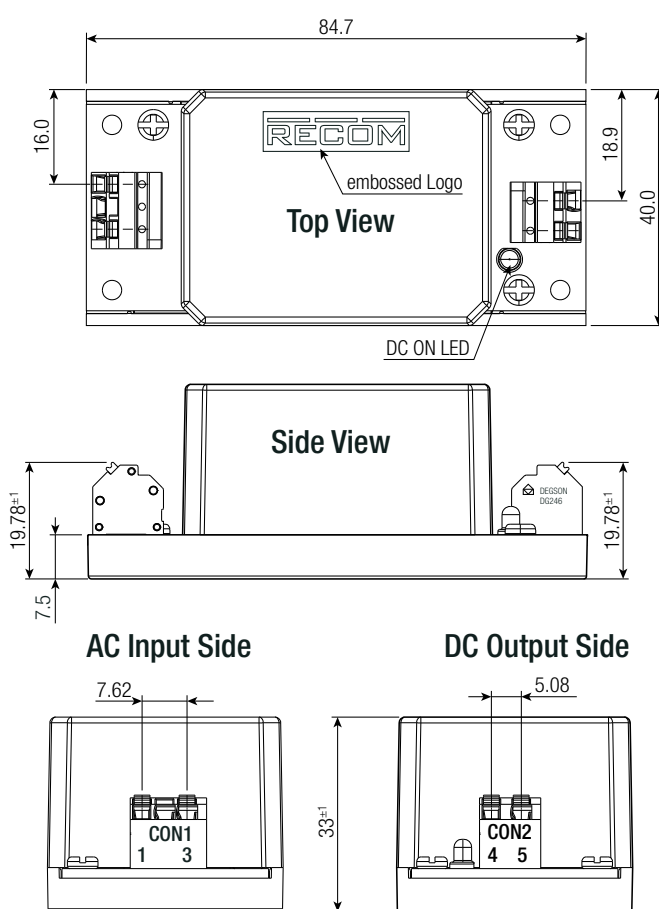 84.7
16.0
RECOM
embossed Logo
Top View
18.9
40.0
DC ON LED
Side View
19.78±1
7.5
DEGSON
DG246
19.78±1
AC Input Side
DC Output Side
7.62
5.08
33±1
CON1
1 3
CON2
4 5